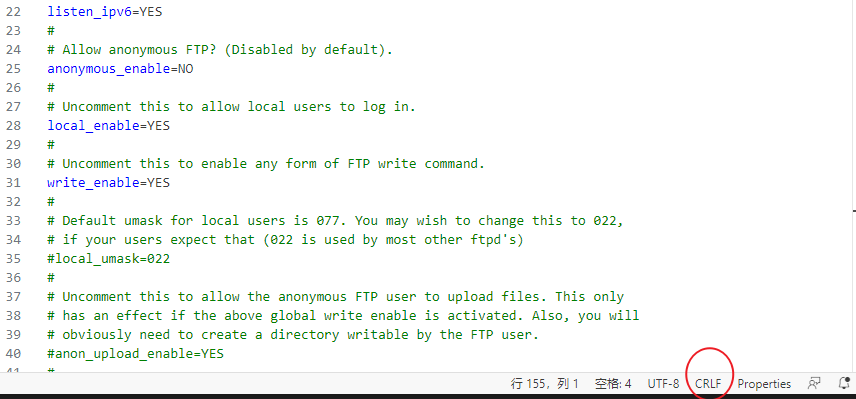 22 listen_ipv6=YES
23 #
24 # Allow anonymous FTP? (Disabled by default).
25 anonymous_enable=NO
26 #
27 # Uncomment this to allow local users to log in.
28 local_enable=YES
29 #
30 # Uncomment this to enable any form of FTP write command.
31 write_enable=YES
32 #
33 # Default umask for local users is 077. You may wish to change this to 022,
34 # if your users expect that (022 is used by most other ftpd's)
35 #local_umask=022
36 #
37 # Uncomment this to allow the anonymous FTP user to upload files. This only
38 # has an effect if the above global write enable is activated. Also, you will
39 # obviously need to create a directory writable by the FTP user.
40 #anon_upload_enable=YES
41 #
行 155，列 1 空格: 4 UTF-8 CRLF Properties